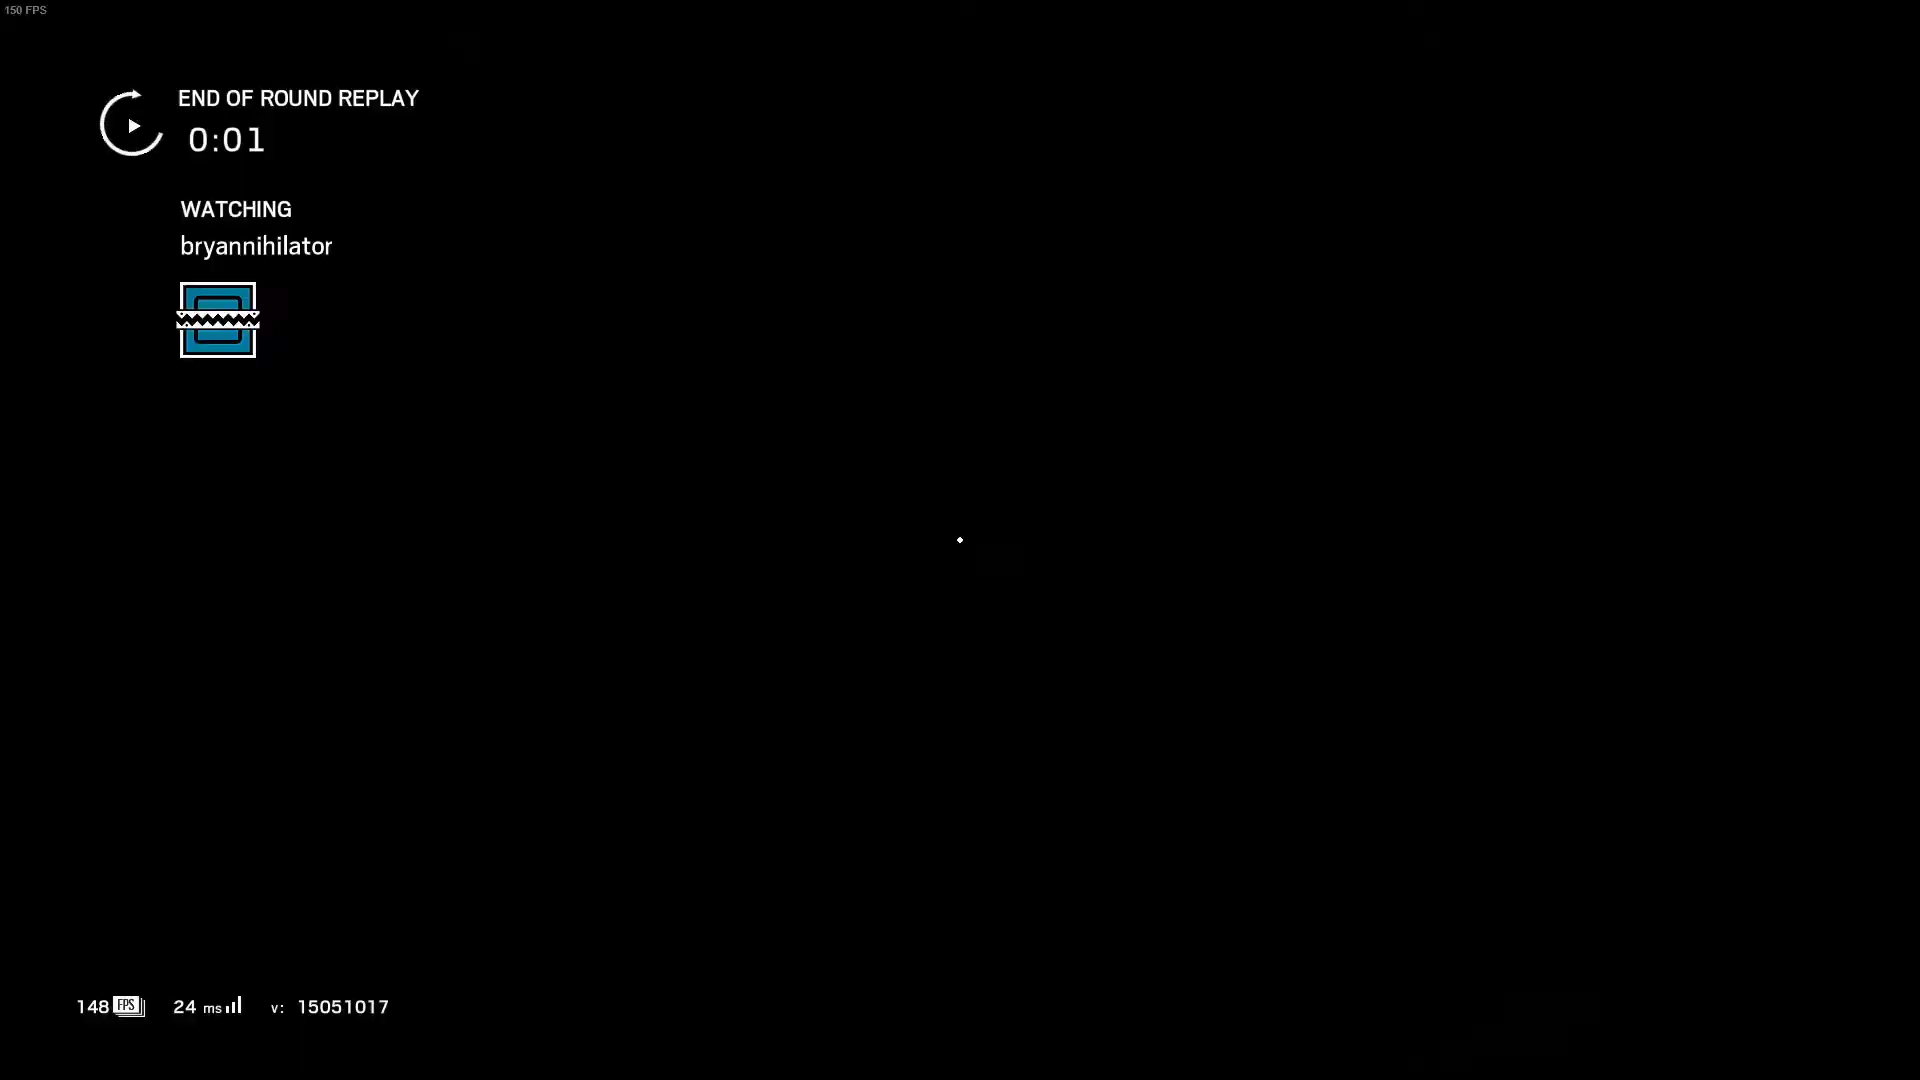 150 FPS
END OF ROUND REPLAY
0:01
WATCHING
bryannihilator
148 FPS 24 ms v: 15051017